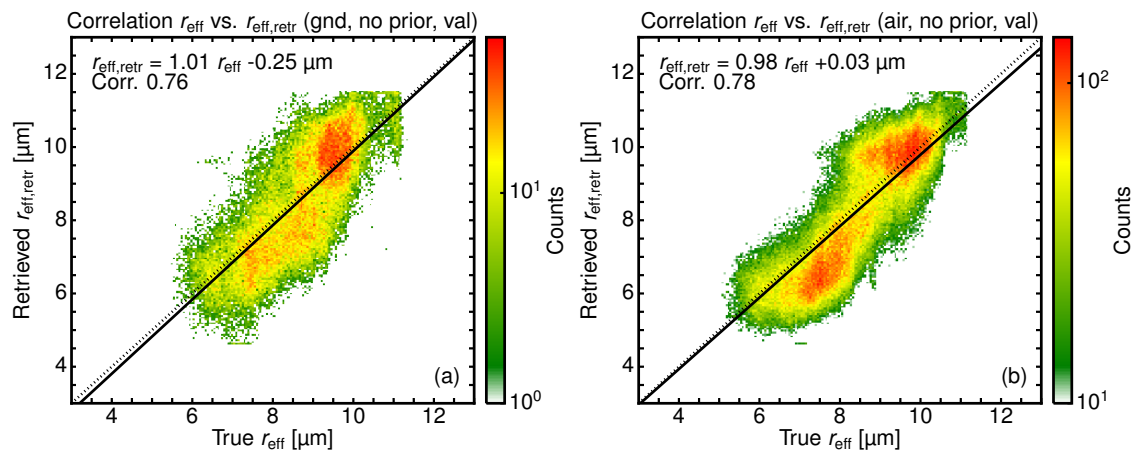 Correlation r_eff vs. r_eff,retr (gnd, no prior, val)
r_eff,retr = 1.01 r_eff -0.25 µm
Corr. 0.76
12
10
8
6
4
Retrieved r_eff,retr [µm]
4 6 8 10 12
True r_eff [µm]
(a)
10^1
10^0
Counts
Correlation r_eff vs. r_eff,retr (air, no prior, val)
r_eff,retr = 0.98 r_eff +0.03 µm
Corr. 0.78
12
10
8
6
4
Retrieved r_eff,retr [µm]
4 6 8 10 12
True r_eff [µm]
(b)
10^2
10^1
Counts